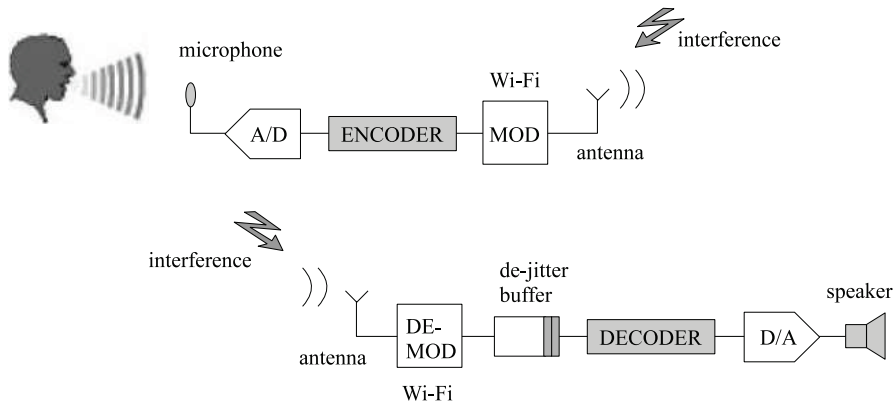 microphone
interference
Wi-Fi
A/D
ENCODER
MOD
antenna
interference
de-jitter
buffer
speaker
DE-
MOD
DECODER
D/A
antenna
Wi-Fi